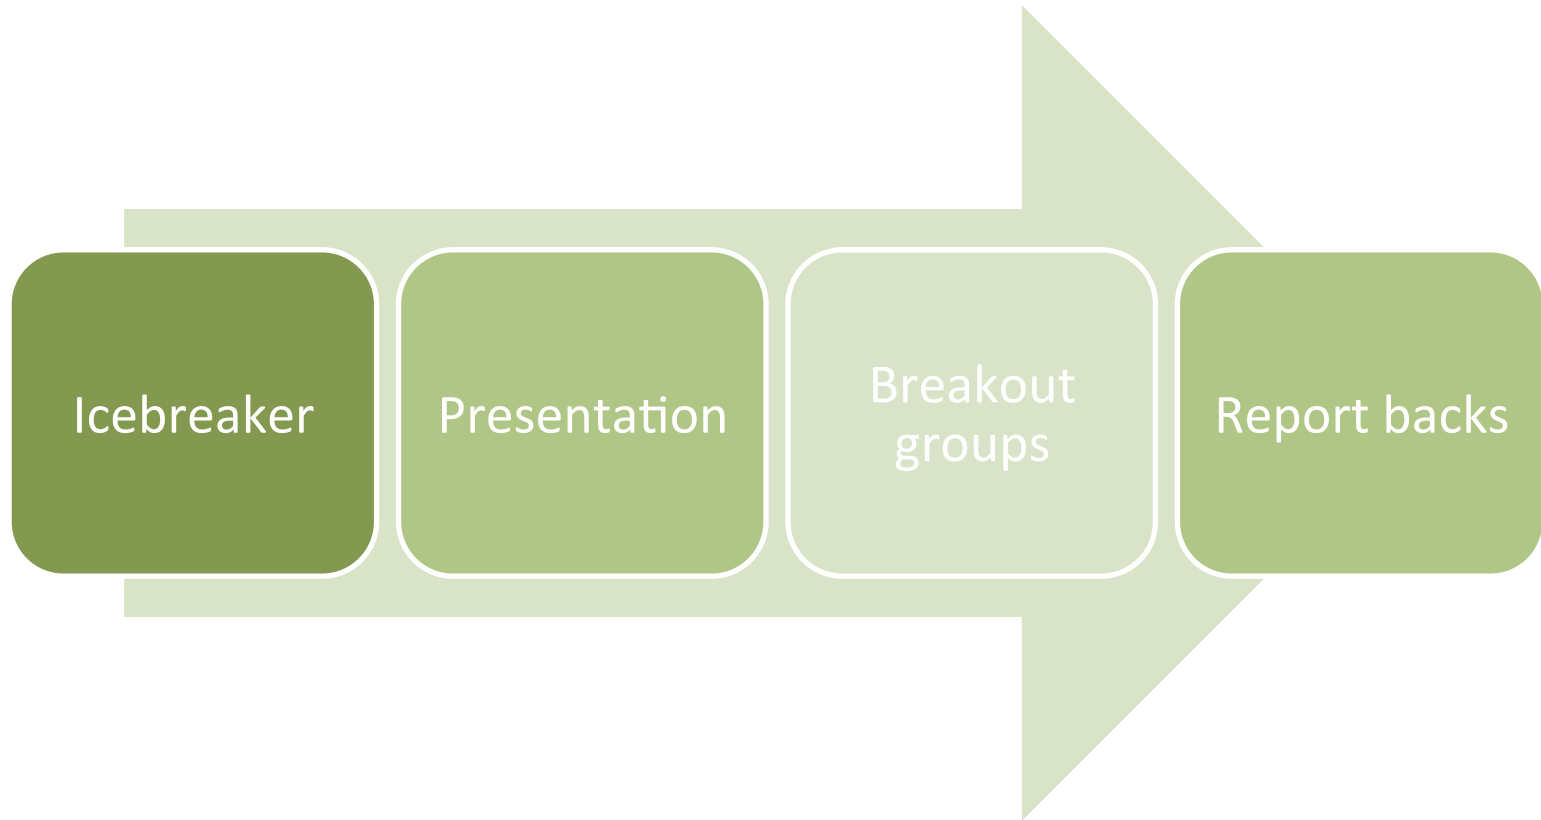 Icebreaker
Presentation
Breakout
groups
Report backs